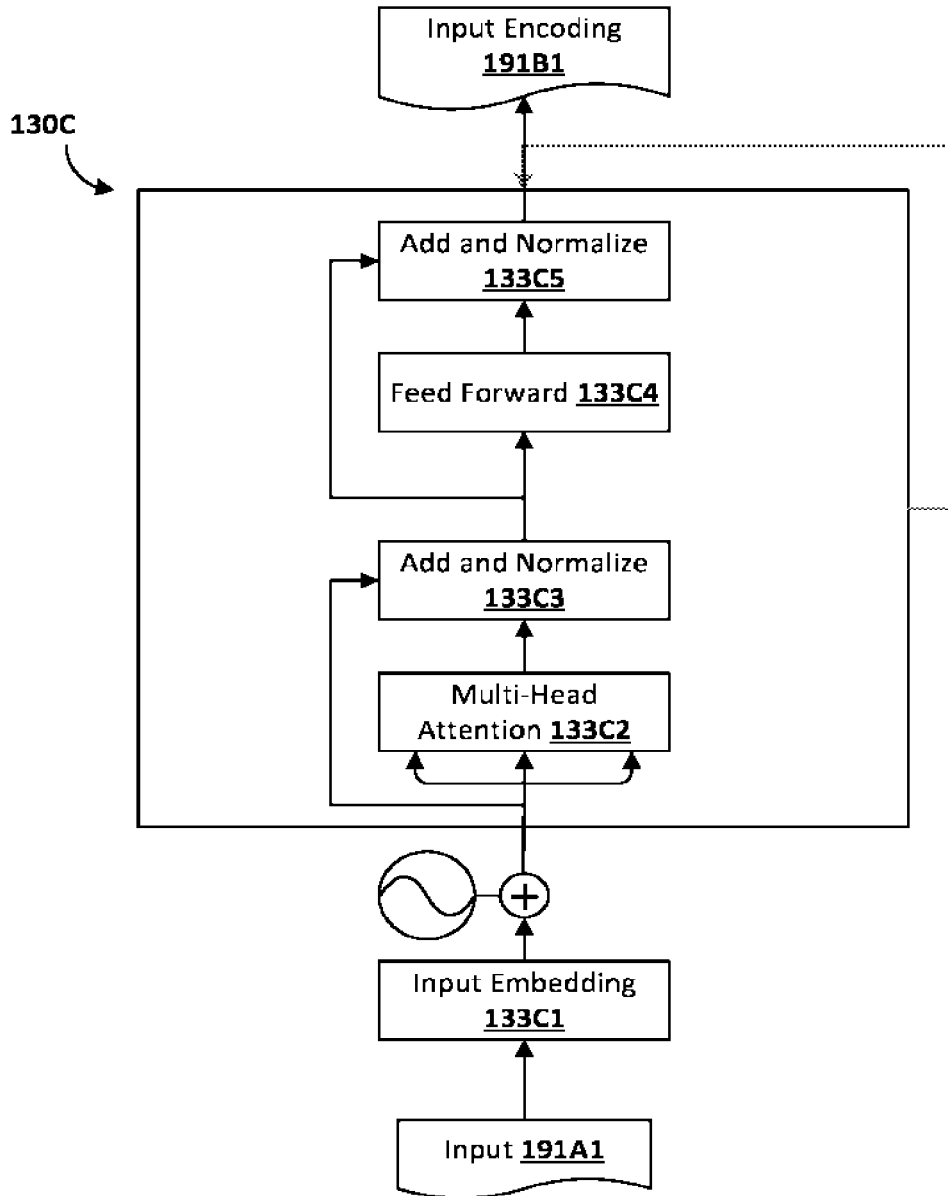 Input Encoding
191B1
130C
Add and Normalize
133C5
Feed Forward 133C4
Add and Normalize
133C3
Multi-Head
Attention 133C2
+
Input Embedding
133C1
Input 191A1